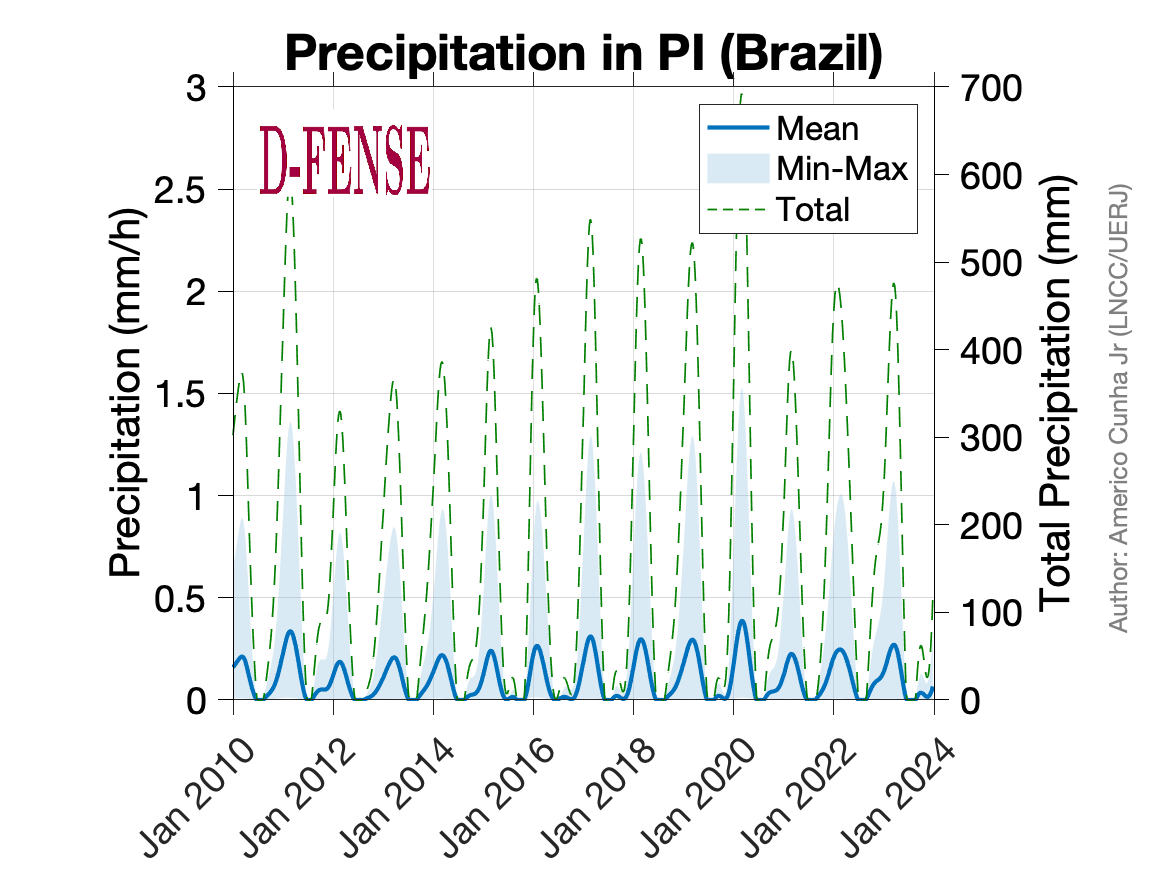 Precipitation in PI (Brazil)
D-FENSE
Mean
Min-Max
Total
3
2.5
2
1.5
1
0.5
0
Precipitation (mm/h)
700
600
500
400
300
200
100
0
Total Precipitation (mm)
Jan 2010
Jan 2012
Jan 2014
Jan 2016
Jan 2018
Jan 2020
Jan 2022
Jan 2024
Author: Americo Cunha Jr (LNCC/UERJ)